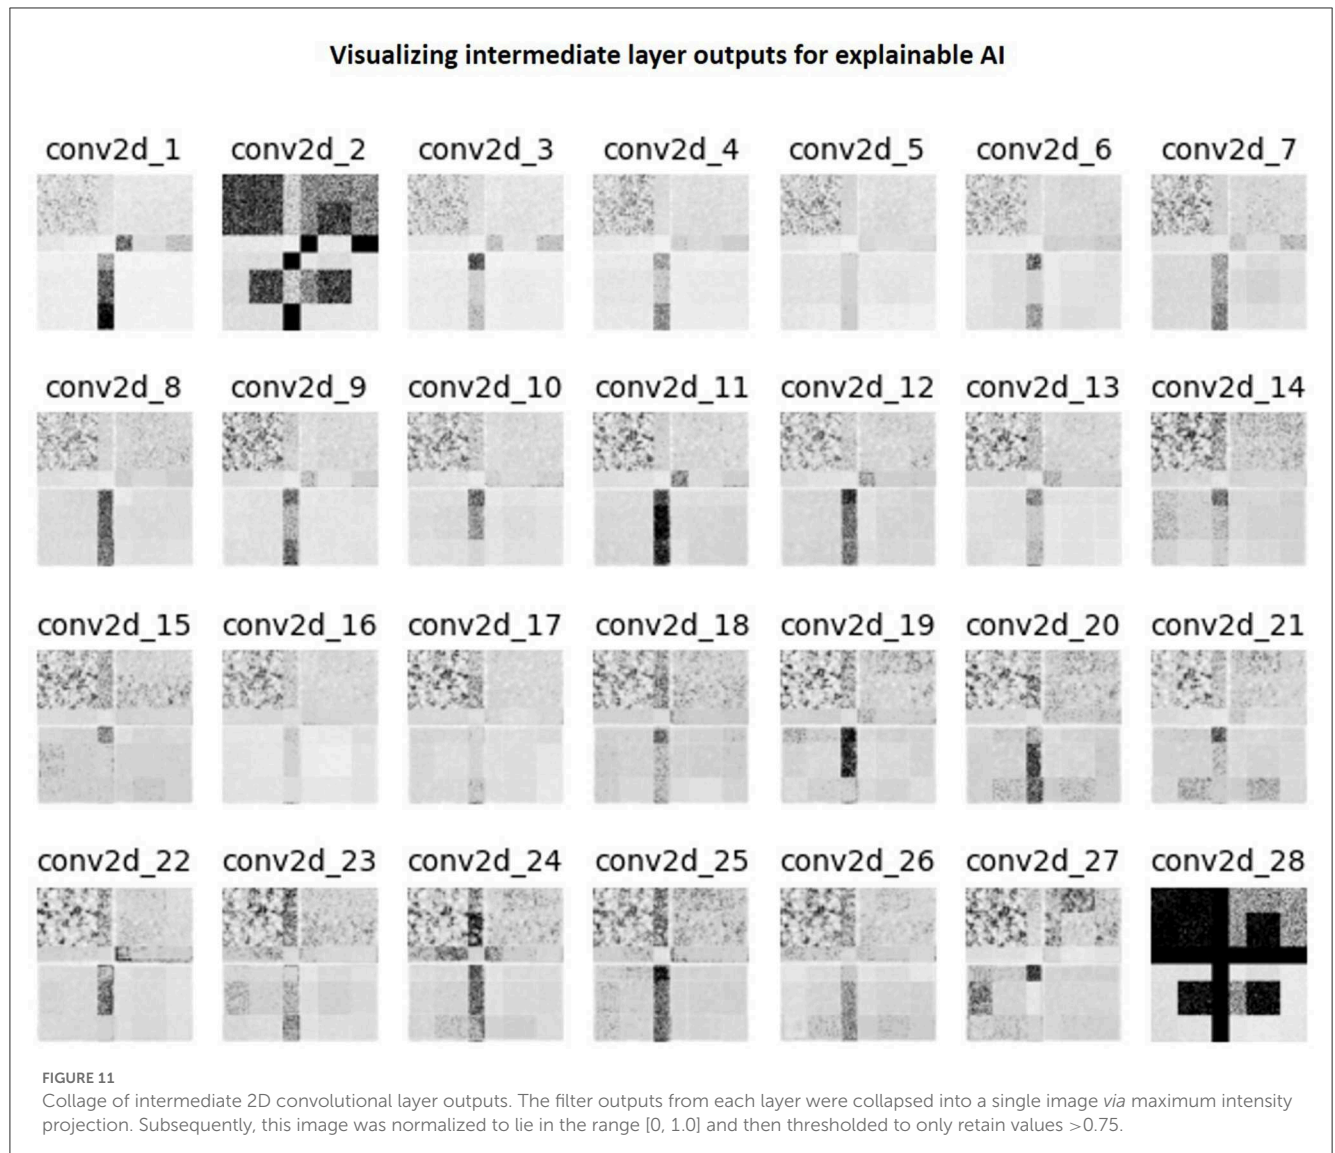 Visualizing intermediate layer outputs for explainable AI
conv2d_1 conv2d_2 conv2d_3 conv2d_4 conv2d_5 conv2d_6 conv2d_7
conv2d_8 conv2d_9 conv2d_10 conv2d_11 conv2d_12 conv2d_13 conv2d_14
conv2d_15 conv2d_16 conv2d_17 conv2d_18 conv2d_19 conv2d_20 conv2d_21
conv2d_22 conv2d_23 conv2d_24 conv2d_25 conv2d_26 conv2d_27 conv2d_28
FIGURE 11
Collage of intermediate 2D convolutional layer outputs. The filter outputs from each layer were collapsed into a single image via maximum intensity
projection. Subsequently, this image was normalized to lie in the range [0, 1.0] and then thresholded to only retain values >0.75.